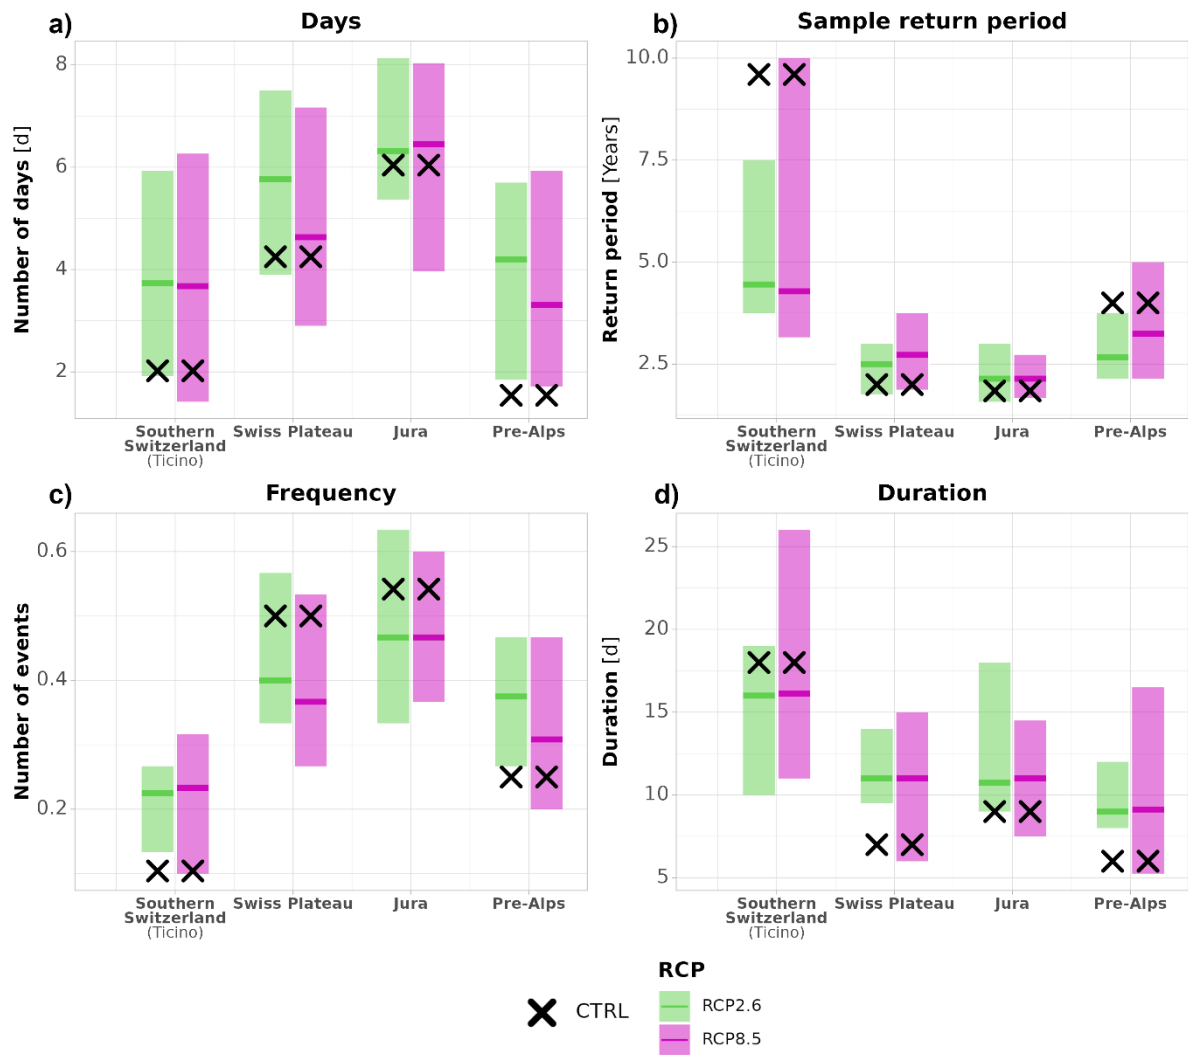 a)
Days
Number of days [d]
8
6
4
2
Southern
Switzerland
(Ticino)
Swiss Plateau
Jura
Pre-Alps
b)
Sample return period
Return period [Years]
10.0
7.5
5.0
2.5
Southern
Switzerland
(Ticino)
Swiss Plateau
Jura
Pre-Alps
c)
Frequency
Number of events
0.6
0.4
0.2
Southern
Switzerland
(Ticino)
Swiss Plateau
Jura
Pre-Alps
d)
Duration
Duration [d]
25
20
15
10
5
Southern
Switzerland
(Ticino)
Swiss Plateau
Jura
Pre-Alps
CTRL
RCP
RCP2.6
RCP8.5